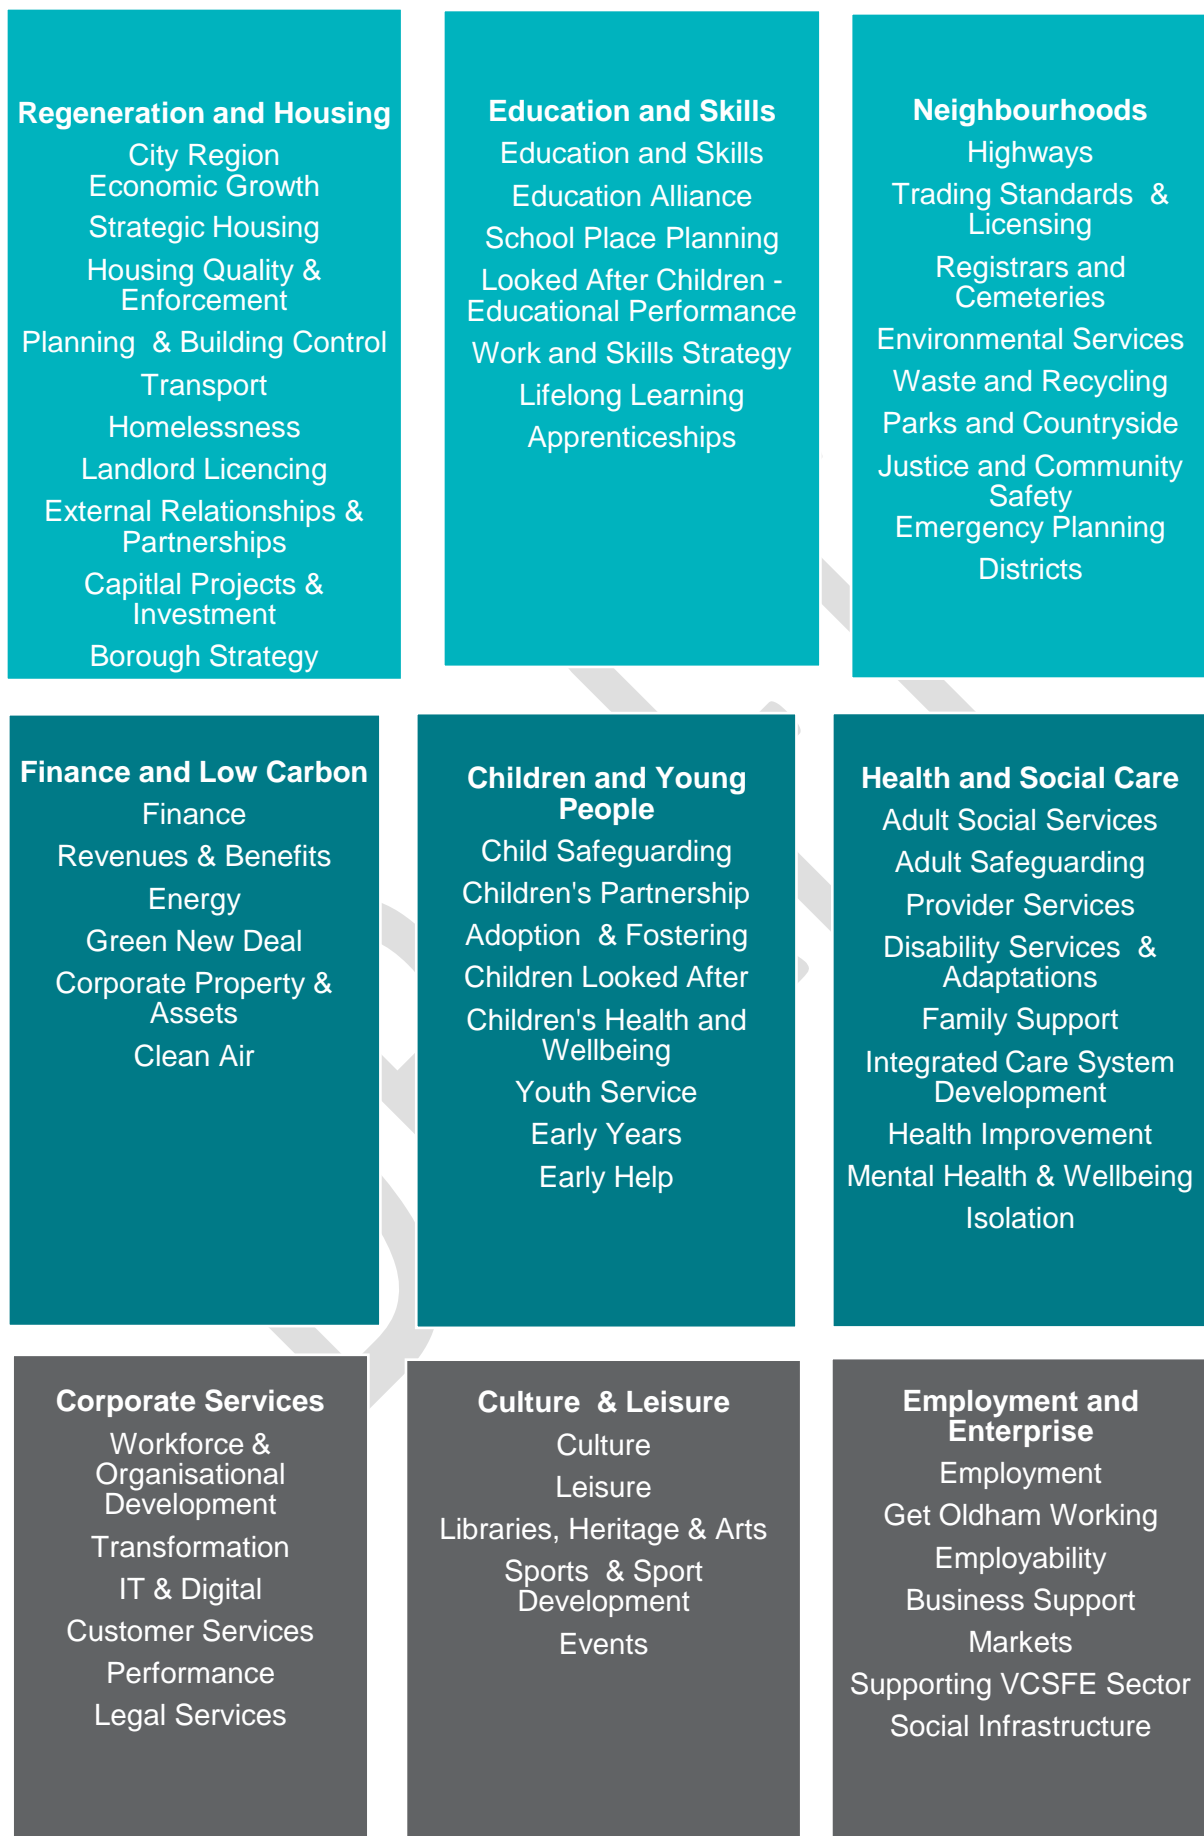 Regeneration and Housing
City Region
Economic Growth
Strategic Housing
Housing Quality &
Enforcement
Planning & Building Control
Transport
Homelessness
Landlord Licencing
External Relationships &
Partnerships
Capitlal Projects &
Investment
Borough Strategy
Education and Skills
Education and Skills
Education Alliance
School Place Planning
Looked After Children -
Educational Performance
Work and Skills Strategy
Lifelong Learning
Apprenticeships
Neighbourhoods
Highways
Trading Standards &
Licensing
Registrars and
Cemeteries
Environmental Services
Waste and Recycling
Parks and Countryside
Justice and Community
Safety
Emergency Planning
Districts
Finance and Low Carbon
Finance
Revenues & Benefits
Energy
Green New Deal
Corporate Property &
Assets
Clean Air
Children and Young
People
Child Safeguarding
Children's Partnership
Adoption & Fostering
Children Looked After
Children's Health and
Wellbeing
Youth Service
Early Years
Early Help
Health and Social Care
Adult Social Services
Adult Safeguarding
Provider Services
Disability Services &
Adaptations
Family Support
Integrated Care System
Development
Health Improvement
Mental Health & Wellbeing
Isolation
Corporate Services
Workforce &
Organisational
Development
Transformation
IT & Digital
Customer Services
Performance
Legal Services
Culture & Leisure
Culture
Leisure
Libraries, Heritage & Arts
Sports & Sport
Development
Events
Employment and
Enterprise
Employment
Get Oldham Working
Employability
Business Support
Markets
Supporting VCSFE Sector
Social Infrastructure